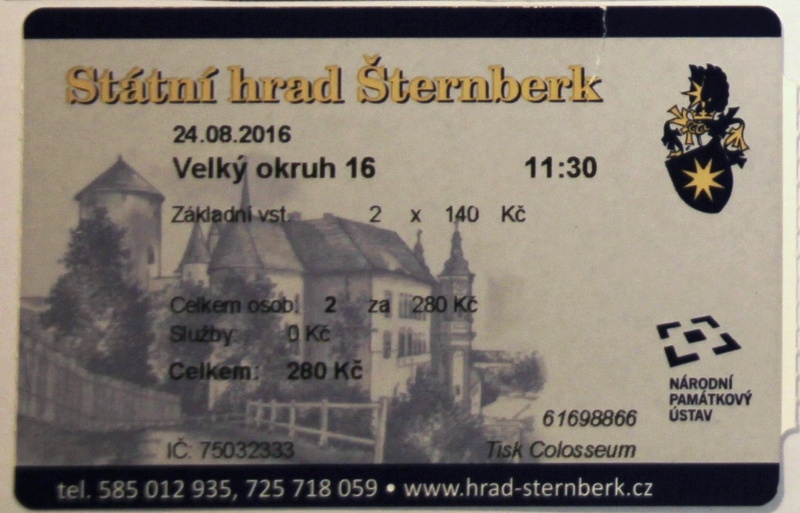 Státní hrad Šternberk
24.08.2016
Velký okruh 16 11:30
Základní vst. 2 x 140 Kč
Celkem osob: 2 za 280 Kč
Služby: 0 Kč
Celkem: 280 Kč
NÁRODNÍ
PAMÁTKOVÝ
ÚSTAV
61698866
IČ: 75032333 Tisk Colosseum
tel. 585 012 935, 725 718 059 • www.hrad-sternberk.cz